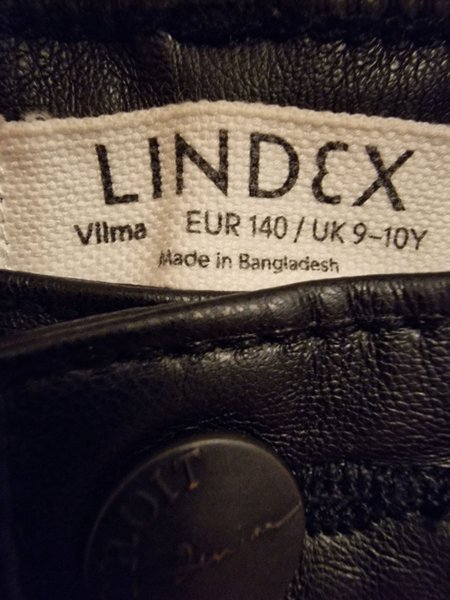 LINDEX
Vilma EUR 140 / UK 9-10Y
Made in Bangladesh